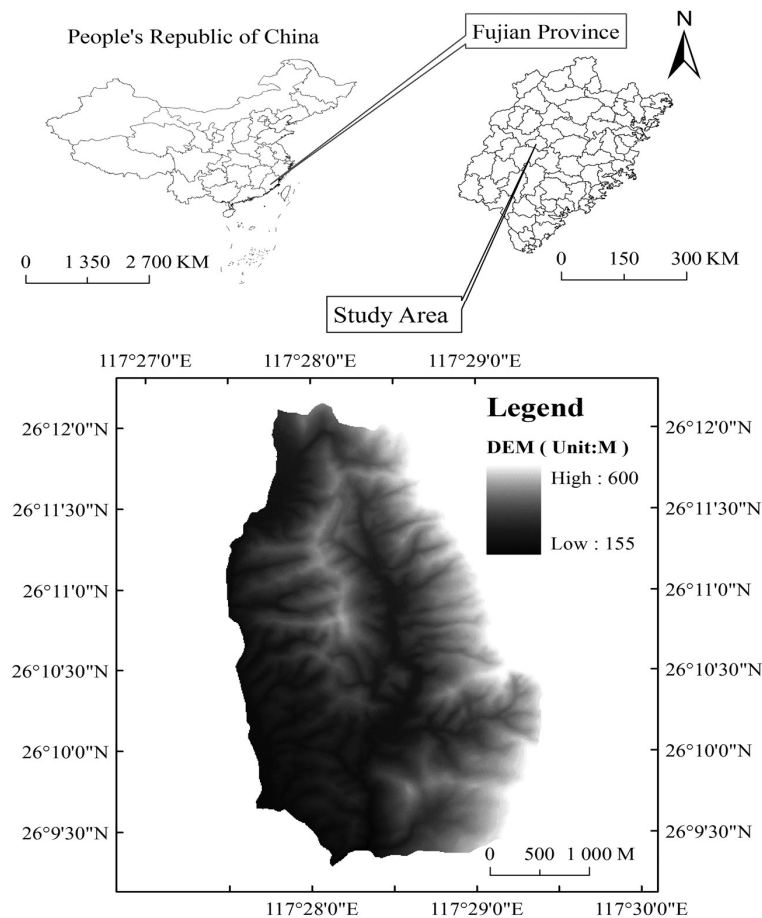 People's Republic of China
Fujian Province
N
0 1 350 2 700 KM
0 150 300 KM
Study Area
117°27'0"E 117°28'0"E 117°29'0"E
Legend
DEM ( Unit:M )
High : 600
Low : 155
26°12'0"N 26°12'0"N
26°11'30"N 26°11'30"N
26°11'0"N 26°11'0"N
26°10'30"N 26°10'30"N
26°10'0"N 26°10'0"N
26°9'30"N 26°9'30"N
0 500 1 000 M
117°28'0"E 117°29'0"E 117°30'0"E